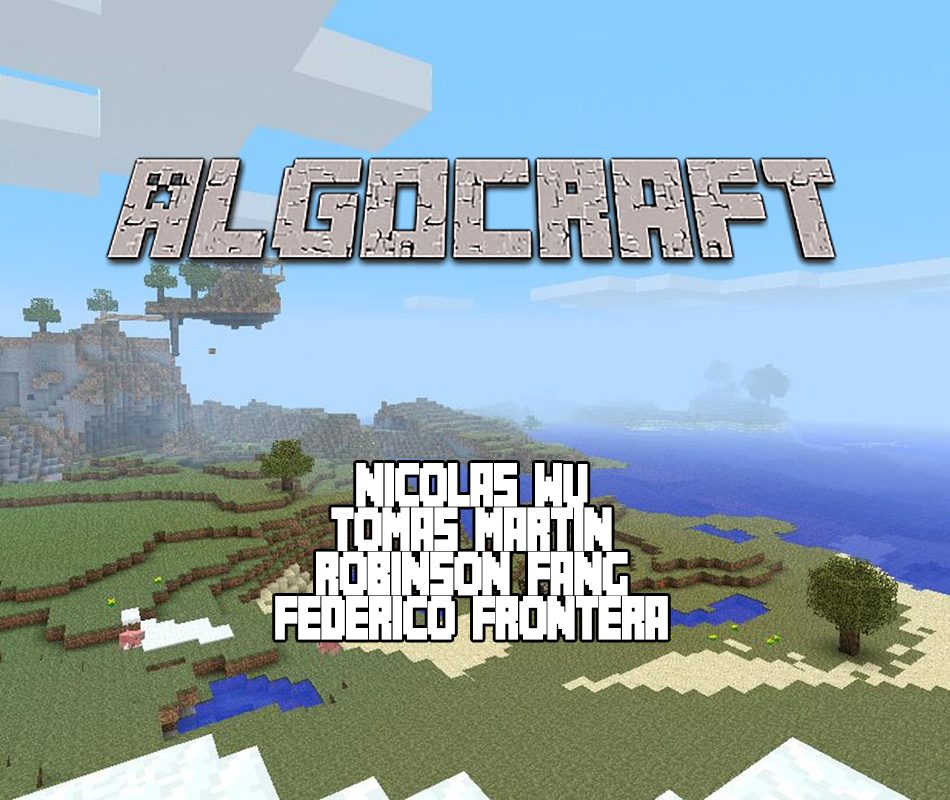 ALGOCRAFT
NICOLAS WU
TOMAS MARTIN
ROBINSON FANG
FEDERICO FRONTERA